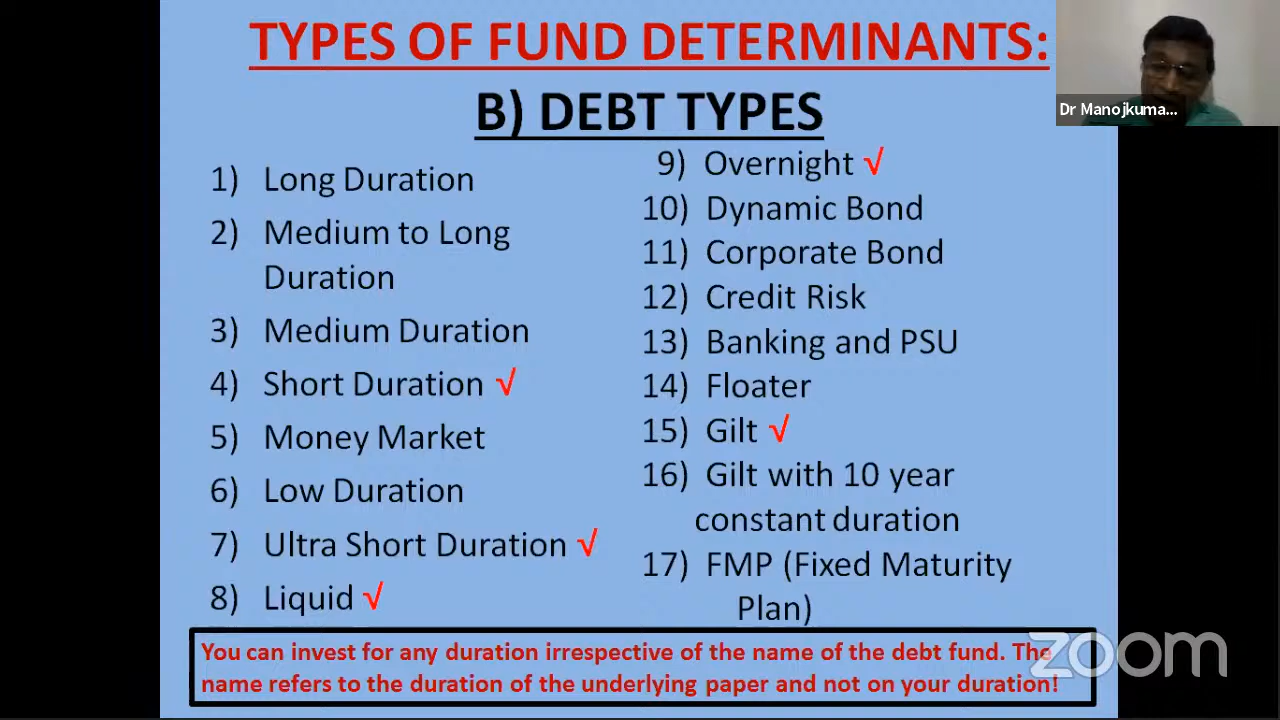 TYPES OF FUND DETERMINANTS:
B) DEBT TYPES
1) Long Duration
2) Medium to Long
Duration
3) Medium Duration
4) Short Duration √
5) Money Market
6) Low Duration
7) Ultra Short Duration √
8) Liquid √
9) Overnight √
10) Dynamic Bond
11) Corporate Bond
12) Credit Risk
13) Banking and PSU
14) Floater
15) Gilt √
16) Gilt with 10 year
constant duration
17) FMP (Fixed Maturity
Plan)
You can invest for any duration irrespective of the name of the debt fund. The
name refers to the duration of the underlying paper and not on your duration!
Dr Manojkuma...
zoom